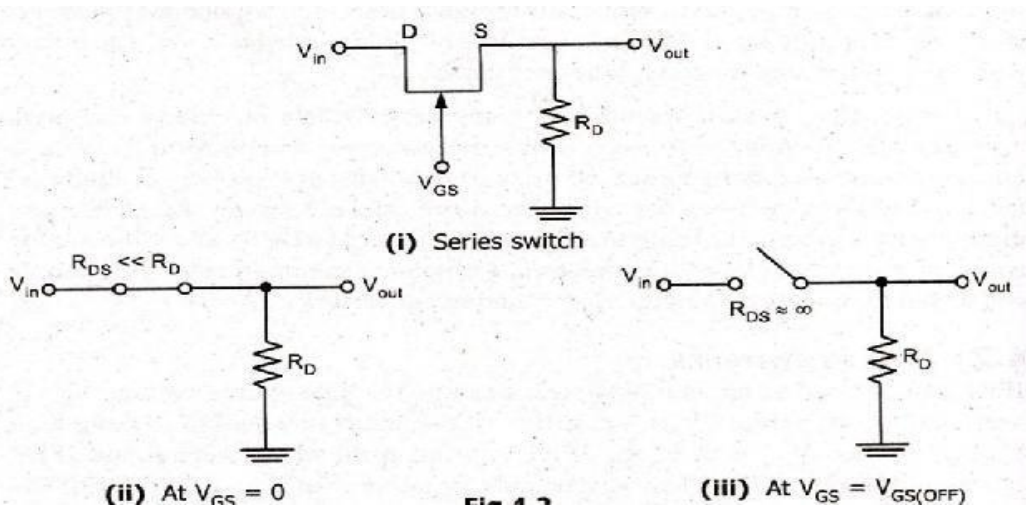 V_in D S V_out
R_D
V_GS
(i) Series switch
R_DS << R_D
V_in V_out
R_D
(ii) At V_GS = 0
V_in V_out
R_DS ≈ ∞
R_D
(iii) At V_GS = V_GS(OFF)
Fig 4.2